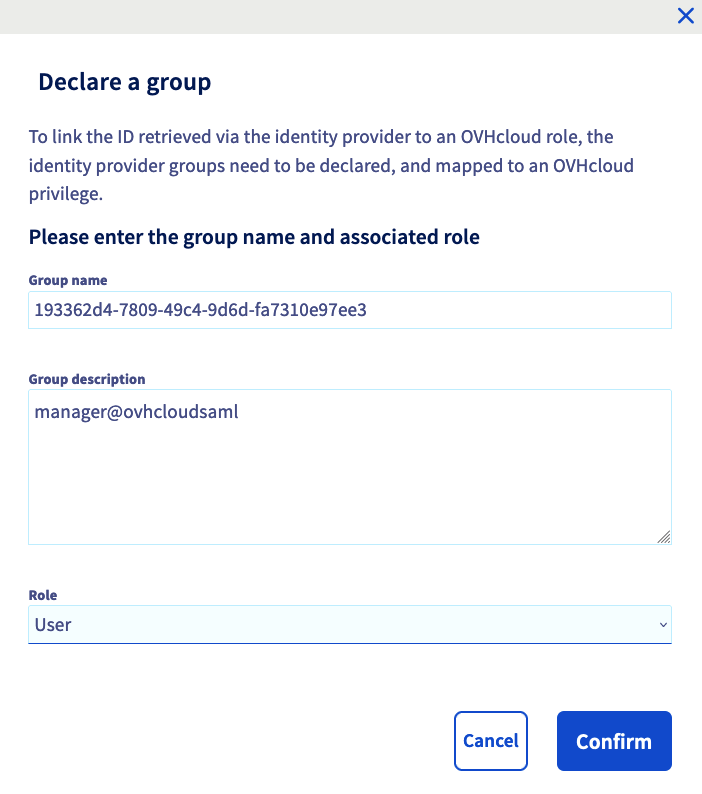 Declare a group
To link the ID retrieved via the identity provider to an OVHcloud role, the
identity provider groups need to be declared, and mapped to an OVHcloud
privilege.
Please enter the group name and associated role
Group name
193362d4-7809-49c4-9d6d-fa7310e97ee3
Group description
manager@ovhcloudsaml
Role
User
Cancel
Confirm